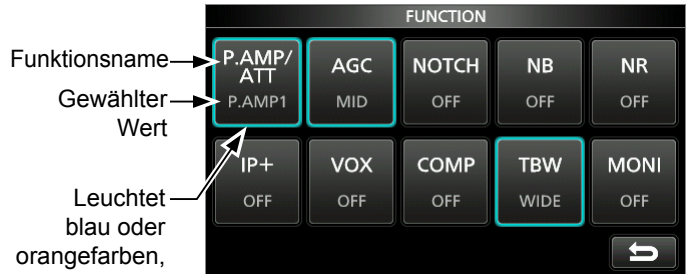 FUNCTION
Funktionsname
Gewählter
Wert
Leuchtet
blau oder
orangefarben,
P.AMP/
ATT
P.AMP1
AGC
MID
NOTCH
OFF
NB
OFF
NR
OFF
IP+
OFF
VOX
OFF
COMP
OFF
TBW
WIDE
MONI
OFF